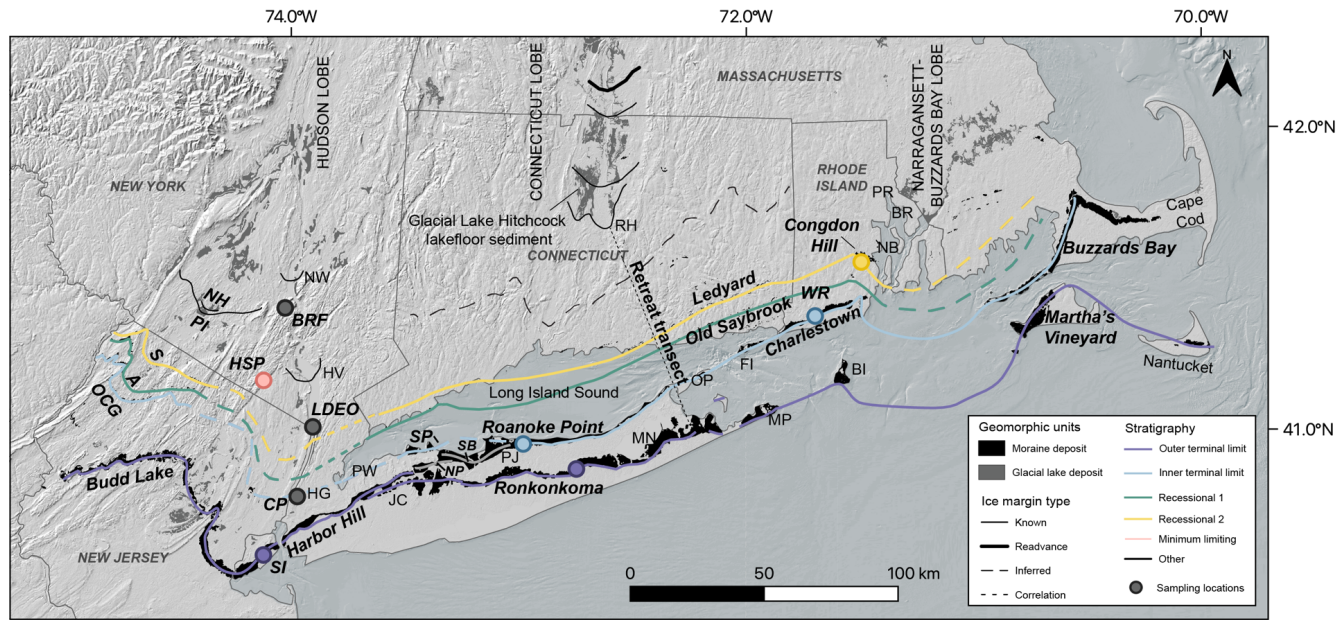 74.0°W
72.0°W
70.0°W
N
42.0°N
41.0°N
HUDSON LOBE
CONNECTICUT LOBE
NARRAGANSETT-
BUZZARDS BAY LOBE
MASSACHUSETTS
NEW YORK
RHODE
ISLAND
CONNECTICUT
NEW JERSEY
Glacial Lake Hitchcock
lakefloor sediment
RH
PR
BR
NB
Congdon
Hill
Cape
Cod
Buzzards Bay
Martha's
Vineyard
Nantucket
Retreat transect
Ledyard
Old Saybrook
WR
Charlestown
FI
BI
OP
MP
MN
Long Island Sound
Roanoke Point
SP
SB
PJ
NP
PW
JC
Ronkonkoma
Harbor Hill
HG
CP
SI
LDEO
HV
HSP
BRF
NW
NH
PI
S
A
OCG
Budd Lake
0
50
100 km
Geomorphic units
Moraine deposit
Glacial lake deposit
Ice margin type
Known
Readvance
Inferred
Correlation
Stratigraphy
Outer terminal limit
Inner terminal limit
Recessional 1
Recessional 2
Minimum limiting
Other
Sampling locations